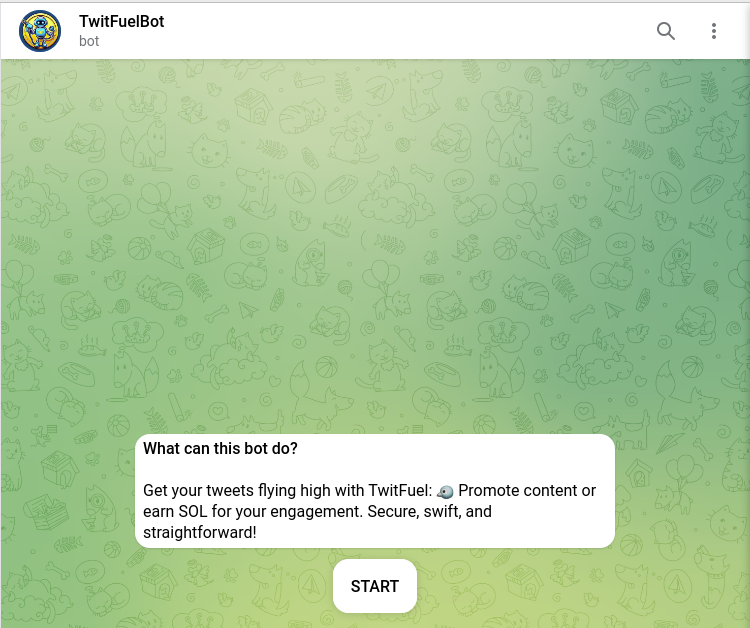 TwitFuelBot
bot
What can this bot do?
Get your tweets flying high with TwitFuel: 🐦 Promote content or
earn SOL for your engagement. Secure, swift, and
straightforward!
START